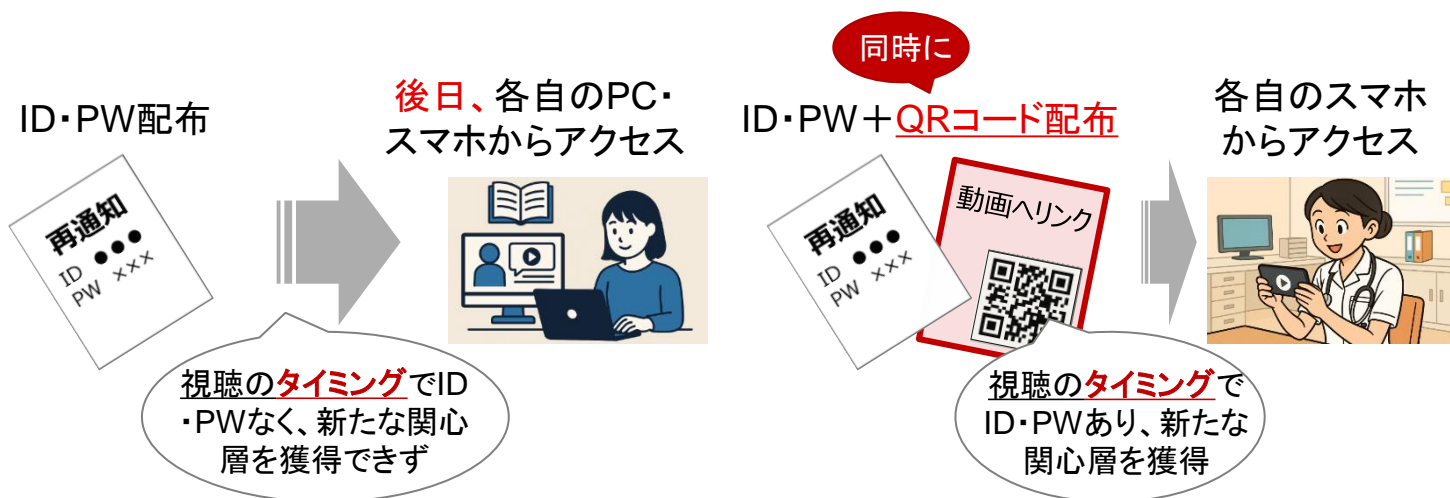 ID・PW配布
再通知
ID ●●●
PW ×××
後日、各自のPC・
スマホからアクセス
視聴のタイミングでID
・PWなく、新たな関心
層を獲得できず
同時に
ID・PW＋QRコード配布
再通知
ID ●●●
PW ×××
動画へリンク
各自のスマホ
からアクセス
視聴のタイミングで
ID・PWあり、新たな
関心層を獲得